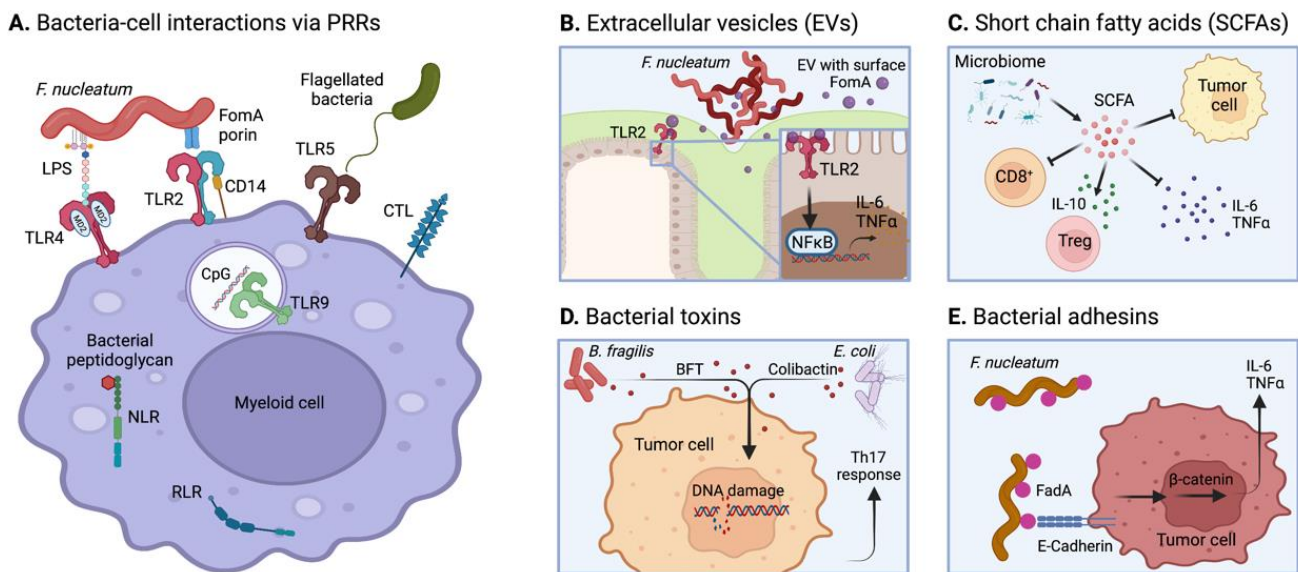 A. Bacteria-cell interactions via PRRs
F. nucleatum
FomA
porin
LPS
MD2
MD2
TLR4
TLR2
CD14
Flagellated
bacteria
TLR5
CTL
CpG
TLR9
Bacterial
peptidoglycan
NLR
Myeloid cell
RLR
B. Extracellular vesicles (EVs)
F. nucleatum
EV with surface
FomA
TLR2
TLR2
IL-6
TNFα
NFκB
C. Short chain fatty acids (SCFAs)
Microbiome
SCFA
Tumor
cell
CD8⁺
IL-10
Treg
IL-6
TNFα
D. Bacterial toxins
B. fragilis
BFT
Colibactin
E. coli
Tumor cell
DNA damage
Th17
response
E. Bacterial adhesins
F. nucleatum
IL-6
TNFα
FadA
E-Cadherin
β-catenin
Tumor cell